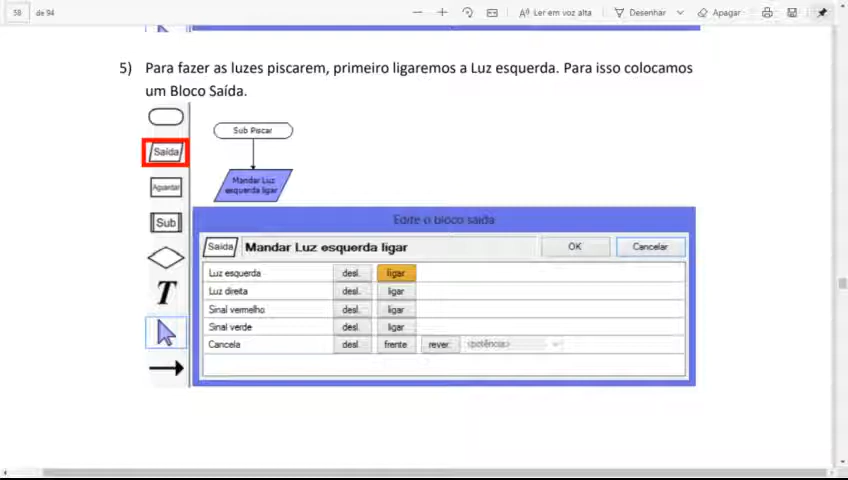 58 de 94 Ler em voz alta Desenhar Apagar
5) Para fazer as luzes piscarem, primeiro ligaremos a Luz esquerda. Para isso colocamos
um Bloco Saída.
Sub Piscar
Saída
Mandar Luz
esquerda ligar
Aguardar
Sub
T
Edite o bloco saída
Saída Mandar Luz esquerda ligar OK Cancelar
Luz esquerda desl. ligar
Luz direita desl. ligar
Sinal vermelho desl. ligar
Sinal verde desl. ligar
Cancela desl. frente rever. <potência>